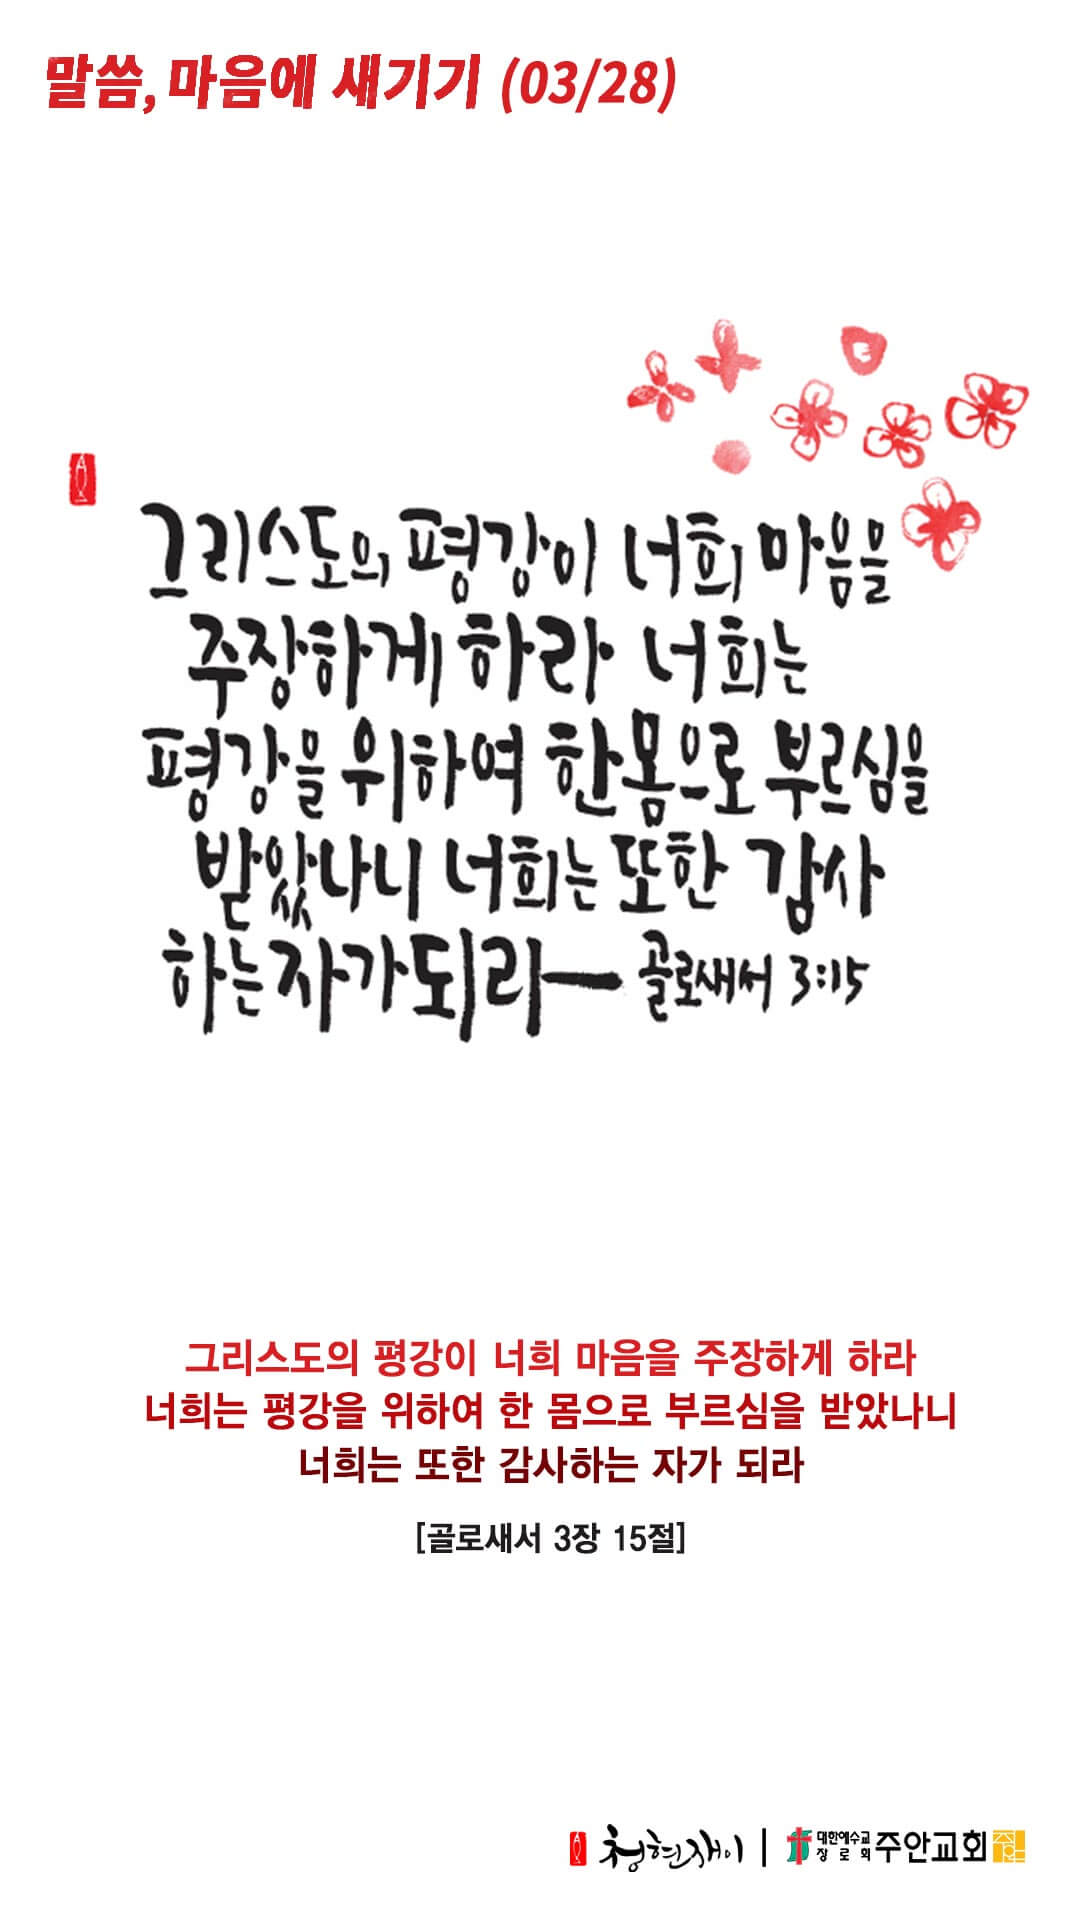 말씀, 마음에 새기기 (03/28)
그리스도의 평강이 너희 마음을
주장하게 하라 너희는
평강을 위하여 한몸으로 부르심을
받았나니 너희는 또한 감사
하는 자가 되라 골로새서 3:15
그리스도의 평강이 너희 마음을 주장하게 하라
너희는 평강을 위하여 한 몸으로 부르심을 받았나니
너희는 또한 감사하는 자가 되라
[골로새서 3장 15절]
청현재이 | 대한예수교 장로회 주안교회